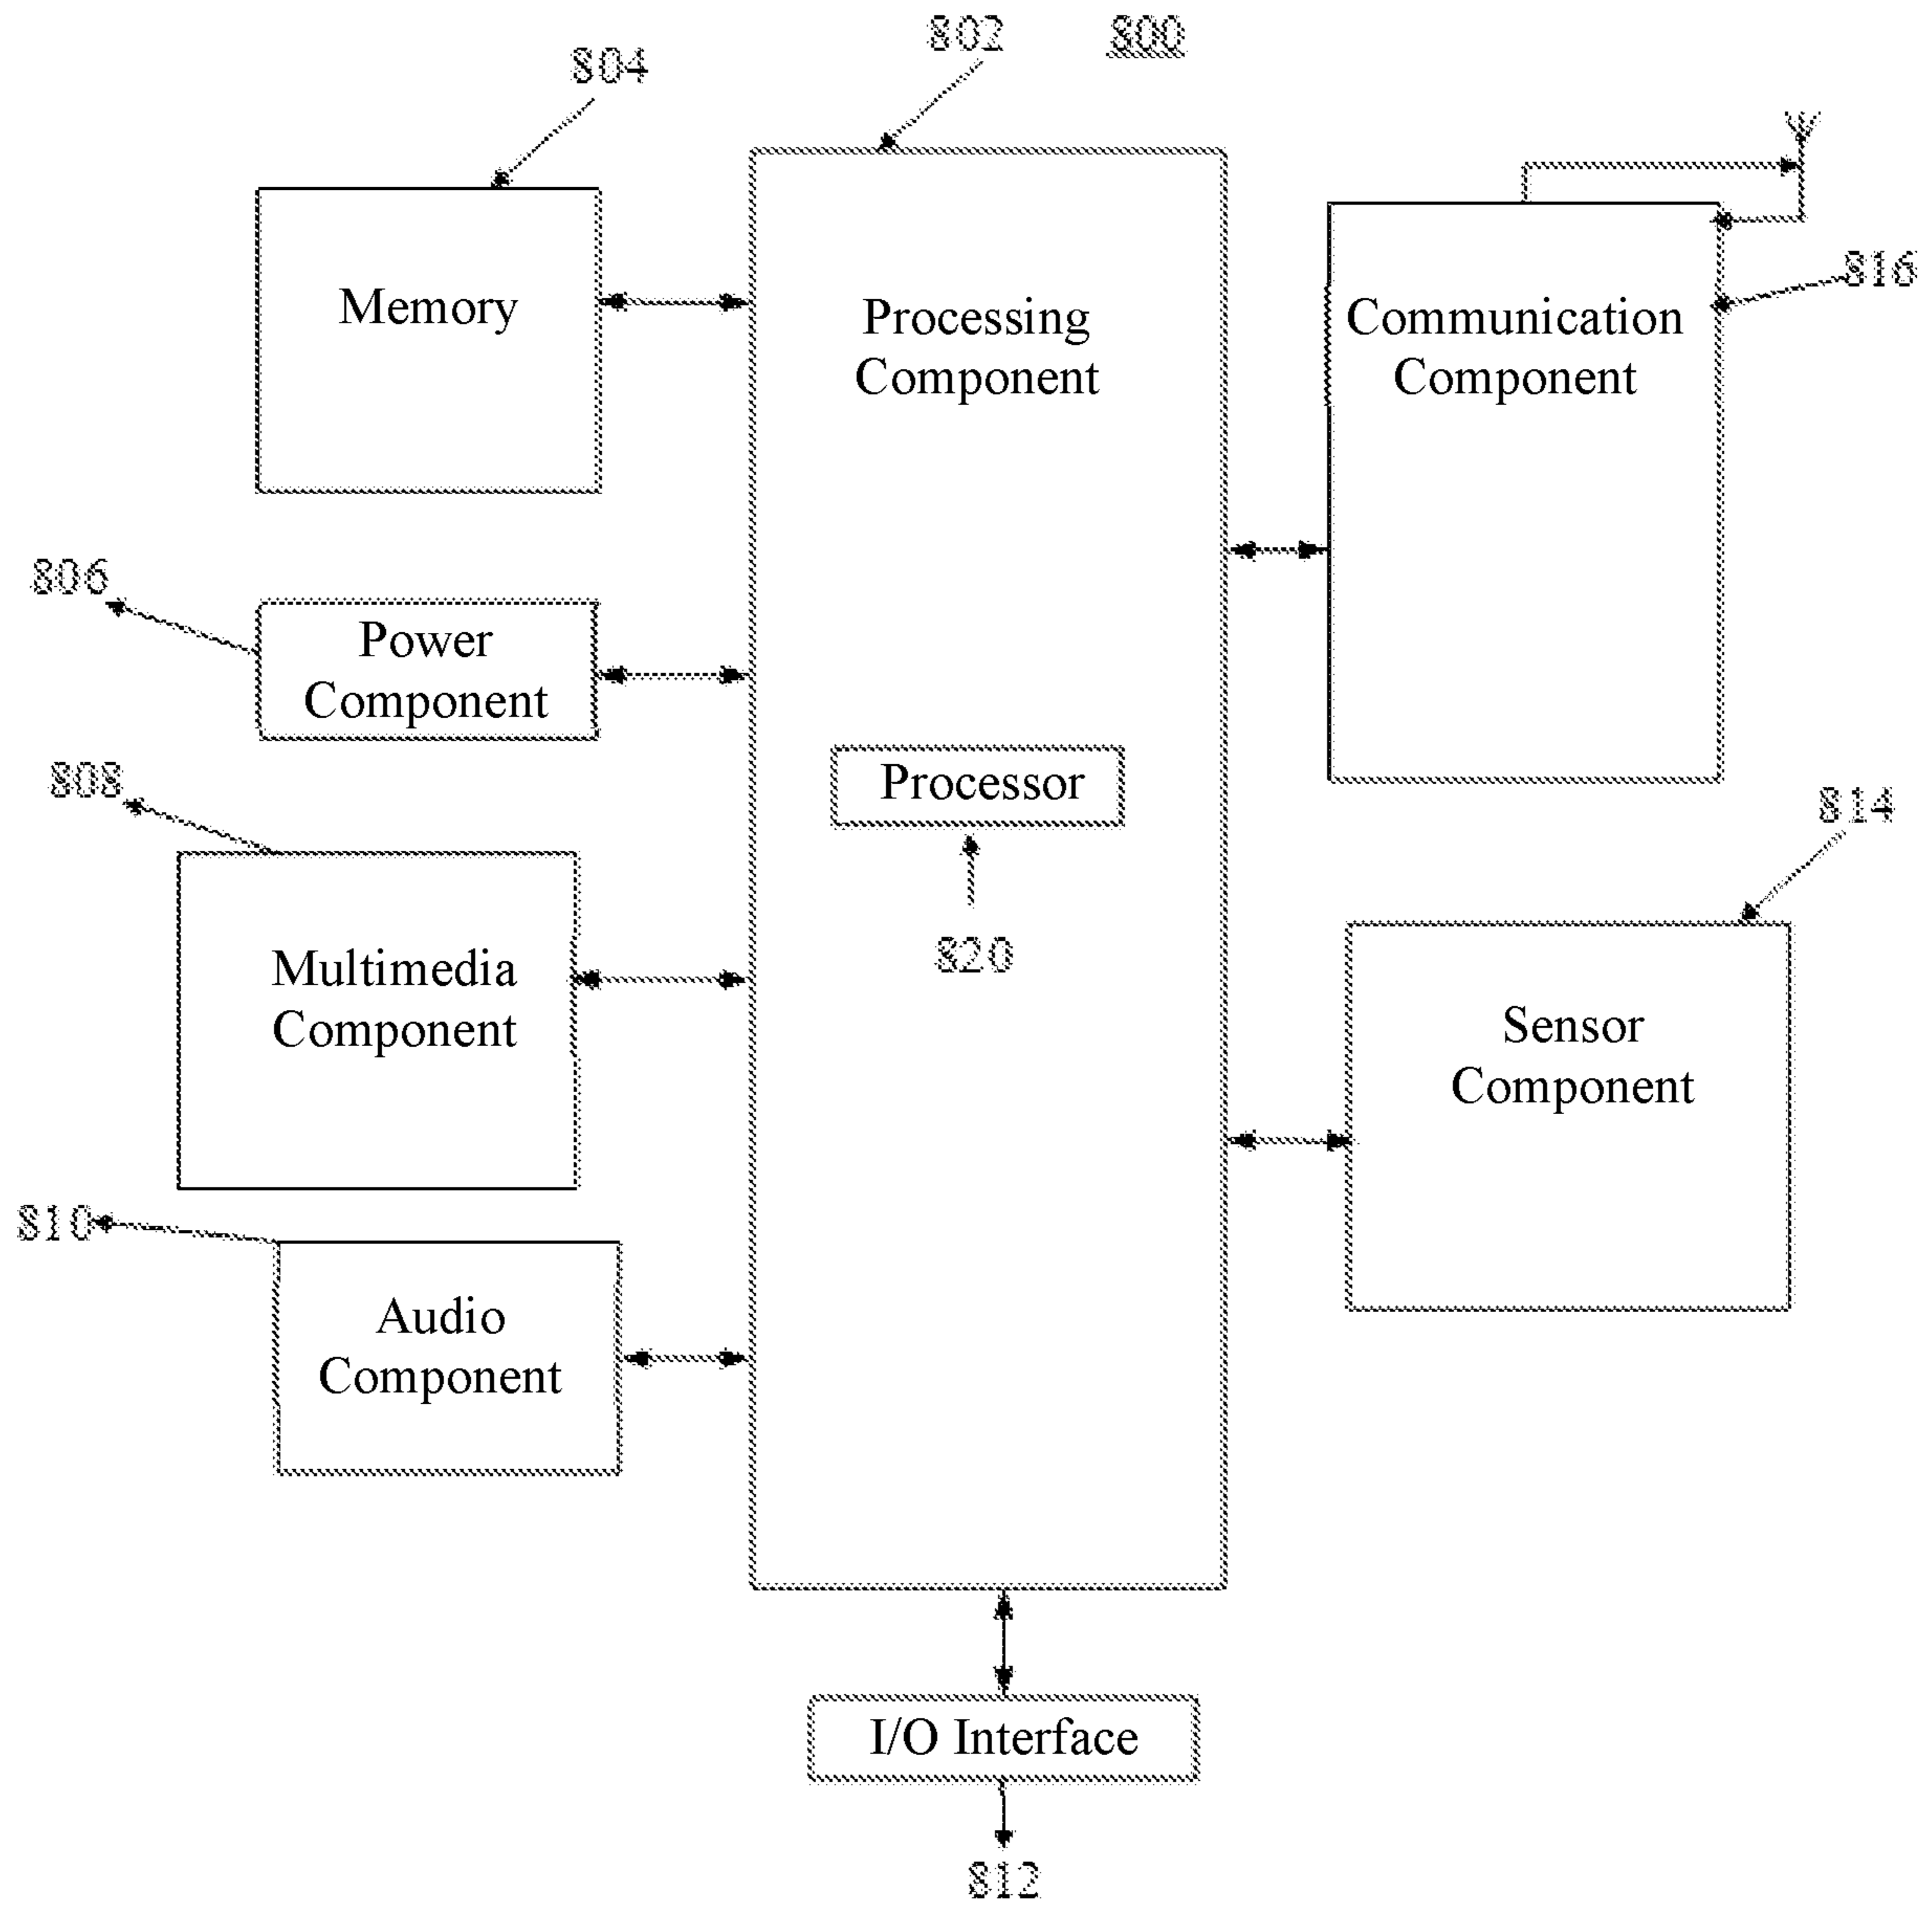 802
800
804
816
Memory
Processing
Component
Communication
Component
806
Power
Component
808
Processor
814
820
Multimedia
Component
Sensor
Component
810
Audio
Component
I/O Interface
812